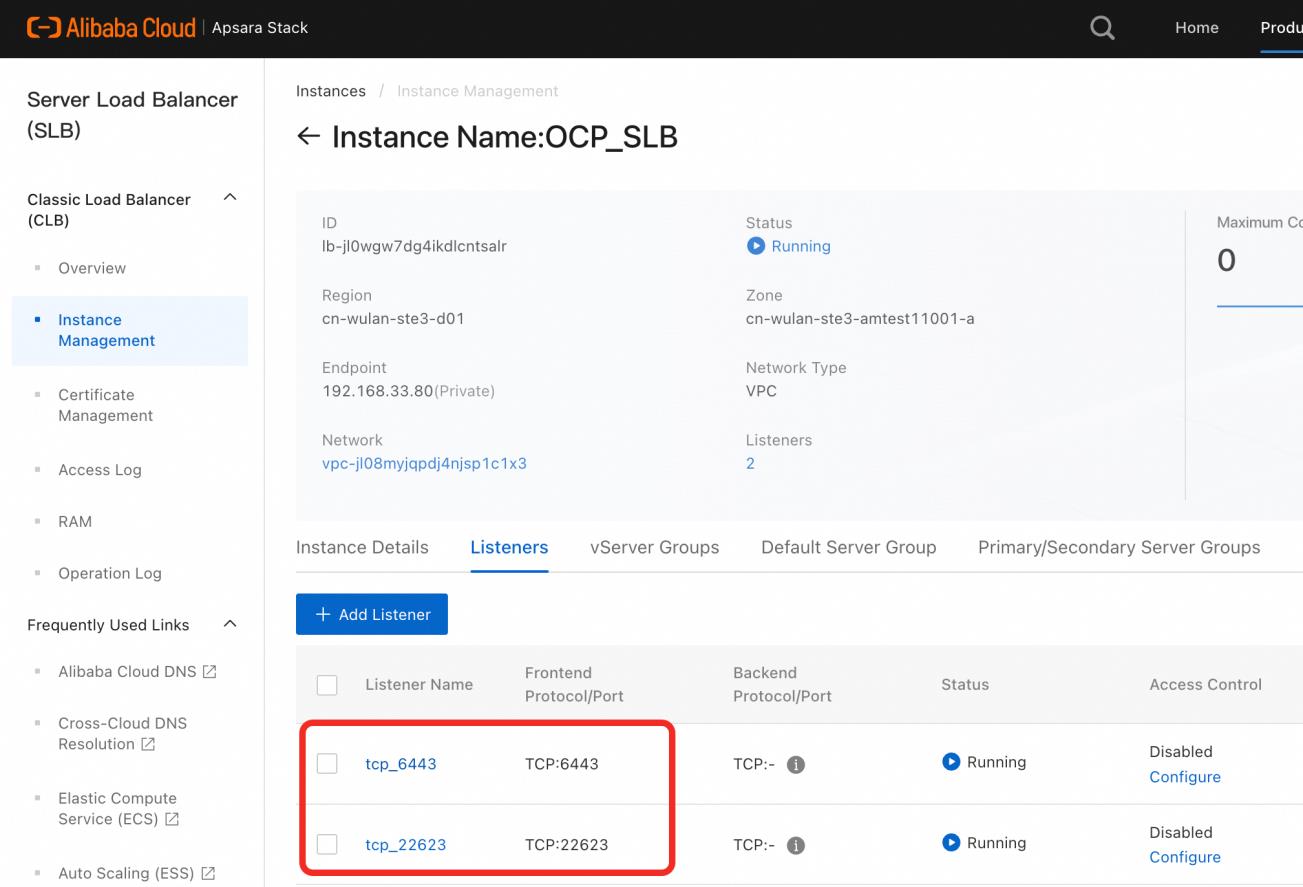 Alibaba Cloud | Apsara Stack
Home
Produ
Server Load Balancer
(SLB)
Classic Load Balancer
(CLB)
Overview
Instance
Management
Certificate
Management
Access Log
RAM
Operation Log
Frequently Used Links
Alibaba Cloud DNS
Cross-Cloud DNS
Resolution
Elastic Compute
Service (ECS)
Auto Scaling (ESS)
Instances / Instance Management
Instance Name:OCP_SLB
ID
lb-jl0wgw7dg4ikdlcntsalr
Status
Running
Region
cn-wulan-ste3-d01
Zone
cn-wulan-ste3-amtest11001-a
Endpoint
192.168.33.80(Private)
Network Type
VPC
Network
vpc-jl08myjqpdj4njsp1c1x3
Listeners
2
Maximum Co
0
Instance Details
Listeners
vServer Groups
Default Server Group
Primary/Secondary Server Groups
+ Add Listener
Listener Name
Frontend
Protocol/Port
Backend
Protocol/Port
Status
Access Control
tcp_6443
TCP:6443
TCP:-
Running
Disabled
Configure
tcp_22623
TCP:22623
TCP:-
Running
Disabled
Configure